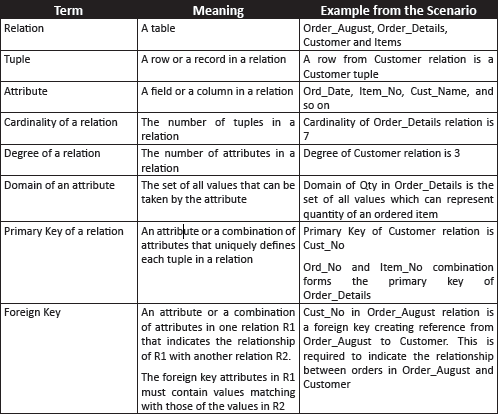 Term
Meaning
Example from the Scenario
Relation
A table
Order_August, Order_Details,
Customer and Items
Tuple
A row or a record in a relation
A row from Customer relation is a
Customer tuple
Attribute
A field or a column in a relation
Ord_Date, Item_No, Cust_Name, and
so on
Cardinality of a relation
The number of tuples in a
relation
Cardinality of Order_Details relation is
7
Degree of a relation
The number of attributes in a
relation
Degree of Customer relation is 3
Domain of an attribute
The set of all values that can be
taken by the attribute
Domain of Qty in Order_Details is the
set of all values which can represent
quantity of an ordered item
Primary Key of a relation
An attribute or a combination of
attributes that uniquely defines
each tuple in a relation
Primary Key of Customer relation is
Cust_No
Ord_No and Item_No combination
forms the primary key of
Order_Details
Foreign Key
An attribute or a combination
of attributes in one relation R1
that indicates the relationship
of R1 with another relation R2.
The foreign key attributes in R1
must contain values matching
with those of the values in R2
Cust_No in Order_August relation is
a foreign key creating reference from
Order_August to Customer. This is
required to indicate the relationship
between orders in Order_August and
Customer